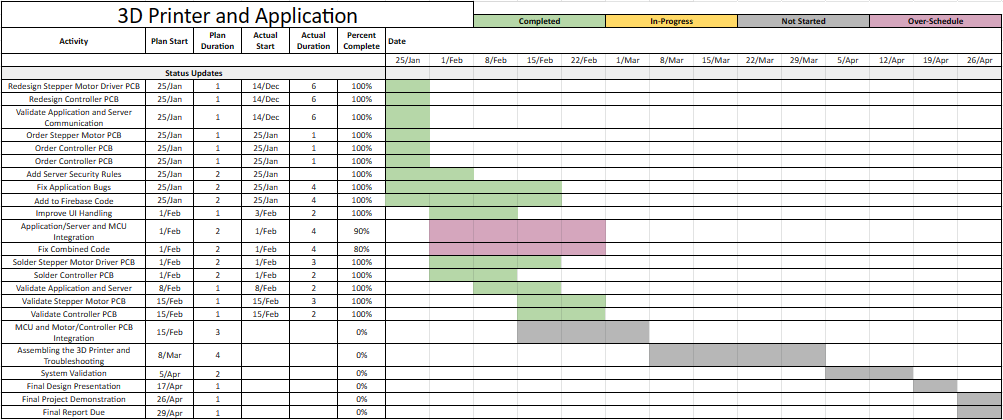 3D Printer and Application
Completed In-Progress Not Started Over-Schedule
Activity Plan Start Plan Duration Actual Start Actual Duration Percent Complete Date
25/Jan 1/Feb 8/Feb 15/Feb 22/Feb 1/Mar 8/Mar 15/Mar 22/Mar 29/Mar 5/Apr 12/Apr 19/Apr 26/Apr
Status Updates
Redesign Stepper Motor Driver PCB 25/Jan 1 14/Dec 6 100%
Redesign Controller PCB 25/Jan 1 14/Dec 6 100%
Validate Application and Server Communication 25/Jan 1 14/Dec 6 100%
Order Stepper Motor PCB 25/Jan 1 25/Jan 1 100%
Order Controller PCB 25/Jan 1 25/Jan 1 100%
Order Controller PCB 25/Jan 1 25/Jan 1 100%
Add Server Security Rules 25/Jan 2 25/Jan 2 100%
Fix Application Bugs 25/Jan 2 25/Jan 4 100%
Add to Firebase Code 25/Jan 2 25/Jan 4 100%
Improve UI Handling 1/Feb 1 3/Feb 2 100%
Application/Server and MCU Integration 1/Feb 2 1/Feb 4 90%
Fix Combined Code 1/Feb 2 1/Feb 4 80%
Solder Stepper Motor Driver PCB 1/Feb 2 1/Feb 3 100%
Solder Controller PCB 1/Feb 2 1/Feb 2 100%
Validate Application and Server 8/Feb 1 8/Feb 2 100%
Validate Stepper Motor PCB 15/Feb 1 15/Feb 3 100%
Validate Controller PCB 15/Feb 1 15/Feb 2 100%
MCU and Motor/Controller PCB Integration 15/Feb 3 0%
Assembling the 3D Printer and Troubleshooting 8/Mar 4 0%
System Validation 5/Apr 2 0%
Final Design Presentation 17/Apr 1 0%
Final Project Demonstration 26/Apr 1 0%
Final Report Due 29/Apr 1 0%